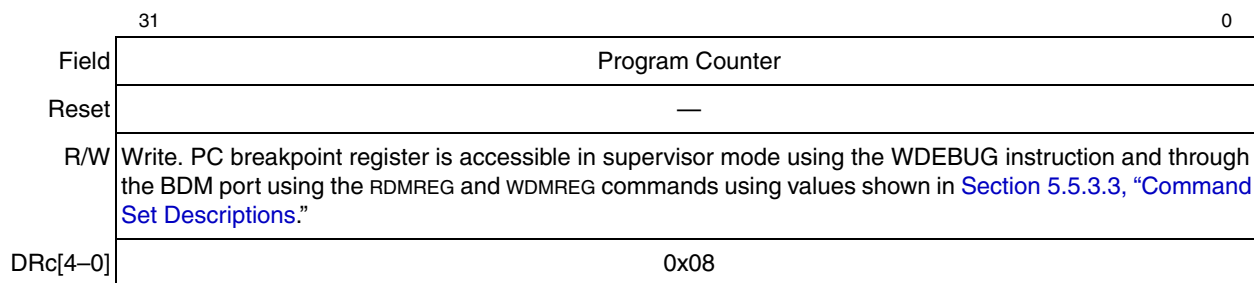 31 0
Field Program Counter
Reset —
R/W Write. PC breakpoint register is accessible in supervisor mode using the WDEBUG instruction and through
the BDM port using the RDMREG and WDMREG commands using values shown in Section 5.5.3.3, “Command
Set Descriptions.”
DRc[4–0] 0x08